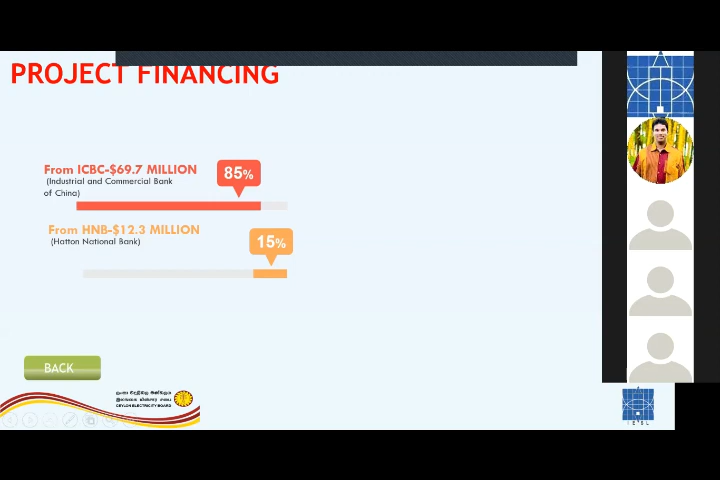 PROJECT FINANCING
From ICBC-$69.7 MILLION
(Industrial and Commercial Bank
of China)
85%
From HNB-$12.3 MILLION
(Hatton National Bank)
15%
BACK
CEYLON ELECTRICITY BOARD
I E S L